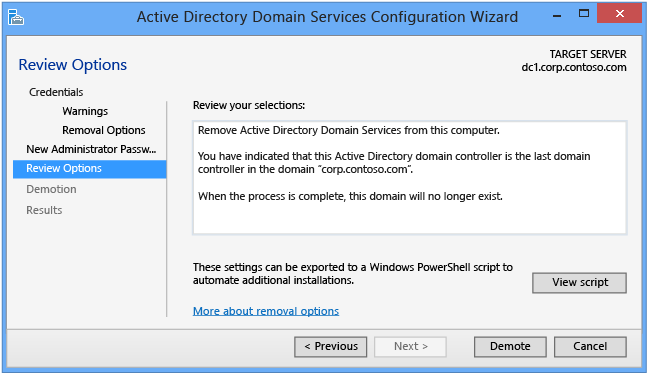 Active Directory Domain Services Configuration Wizard
Review Options
TARGET SERVER
dc1.corp.contoso.com
Credentials
Warnings
Removal Options
New Administrator Passw...
Review Options
Demotion
Results
Review your selections:
Remove Active Directory Domain Services from this computer.
You have indicated that this Active Directory domain controller is the last domain
controller in the domain "corp.contoso.com".
When the process is complete, this domain will no longer exist.
These settings can be exported to a Windows PowerShell script to
automate additional installations.
View script
More about removal options
< Previous
Next >
Demote
Cancel